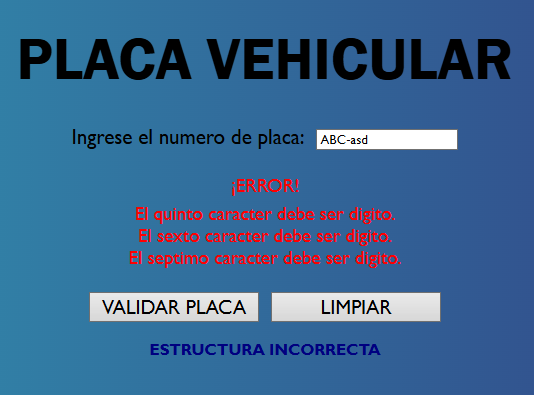 PLACA VEHICULAR
Ingrese el numero de placa: ABC-asd
¡ERROR!
El quinto caracter debe ser digito.
El sexto caracter debe ser digito.
El septimo caracter debe ser digito.
VALIDAR PLACA LIMPIAR
ESTRUCTURA INCORRECTA